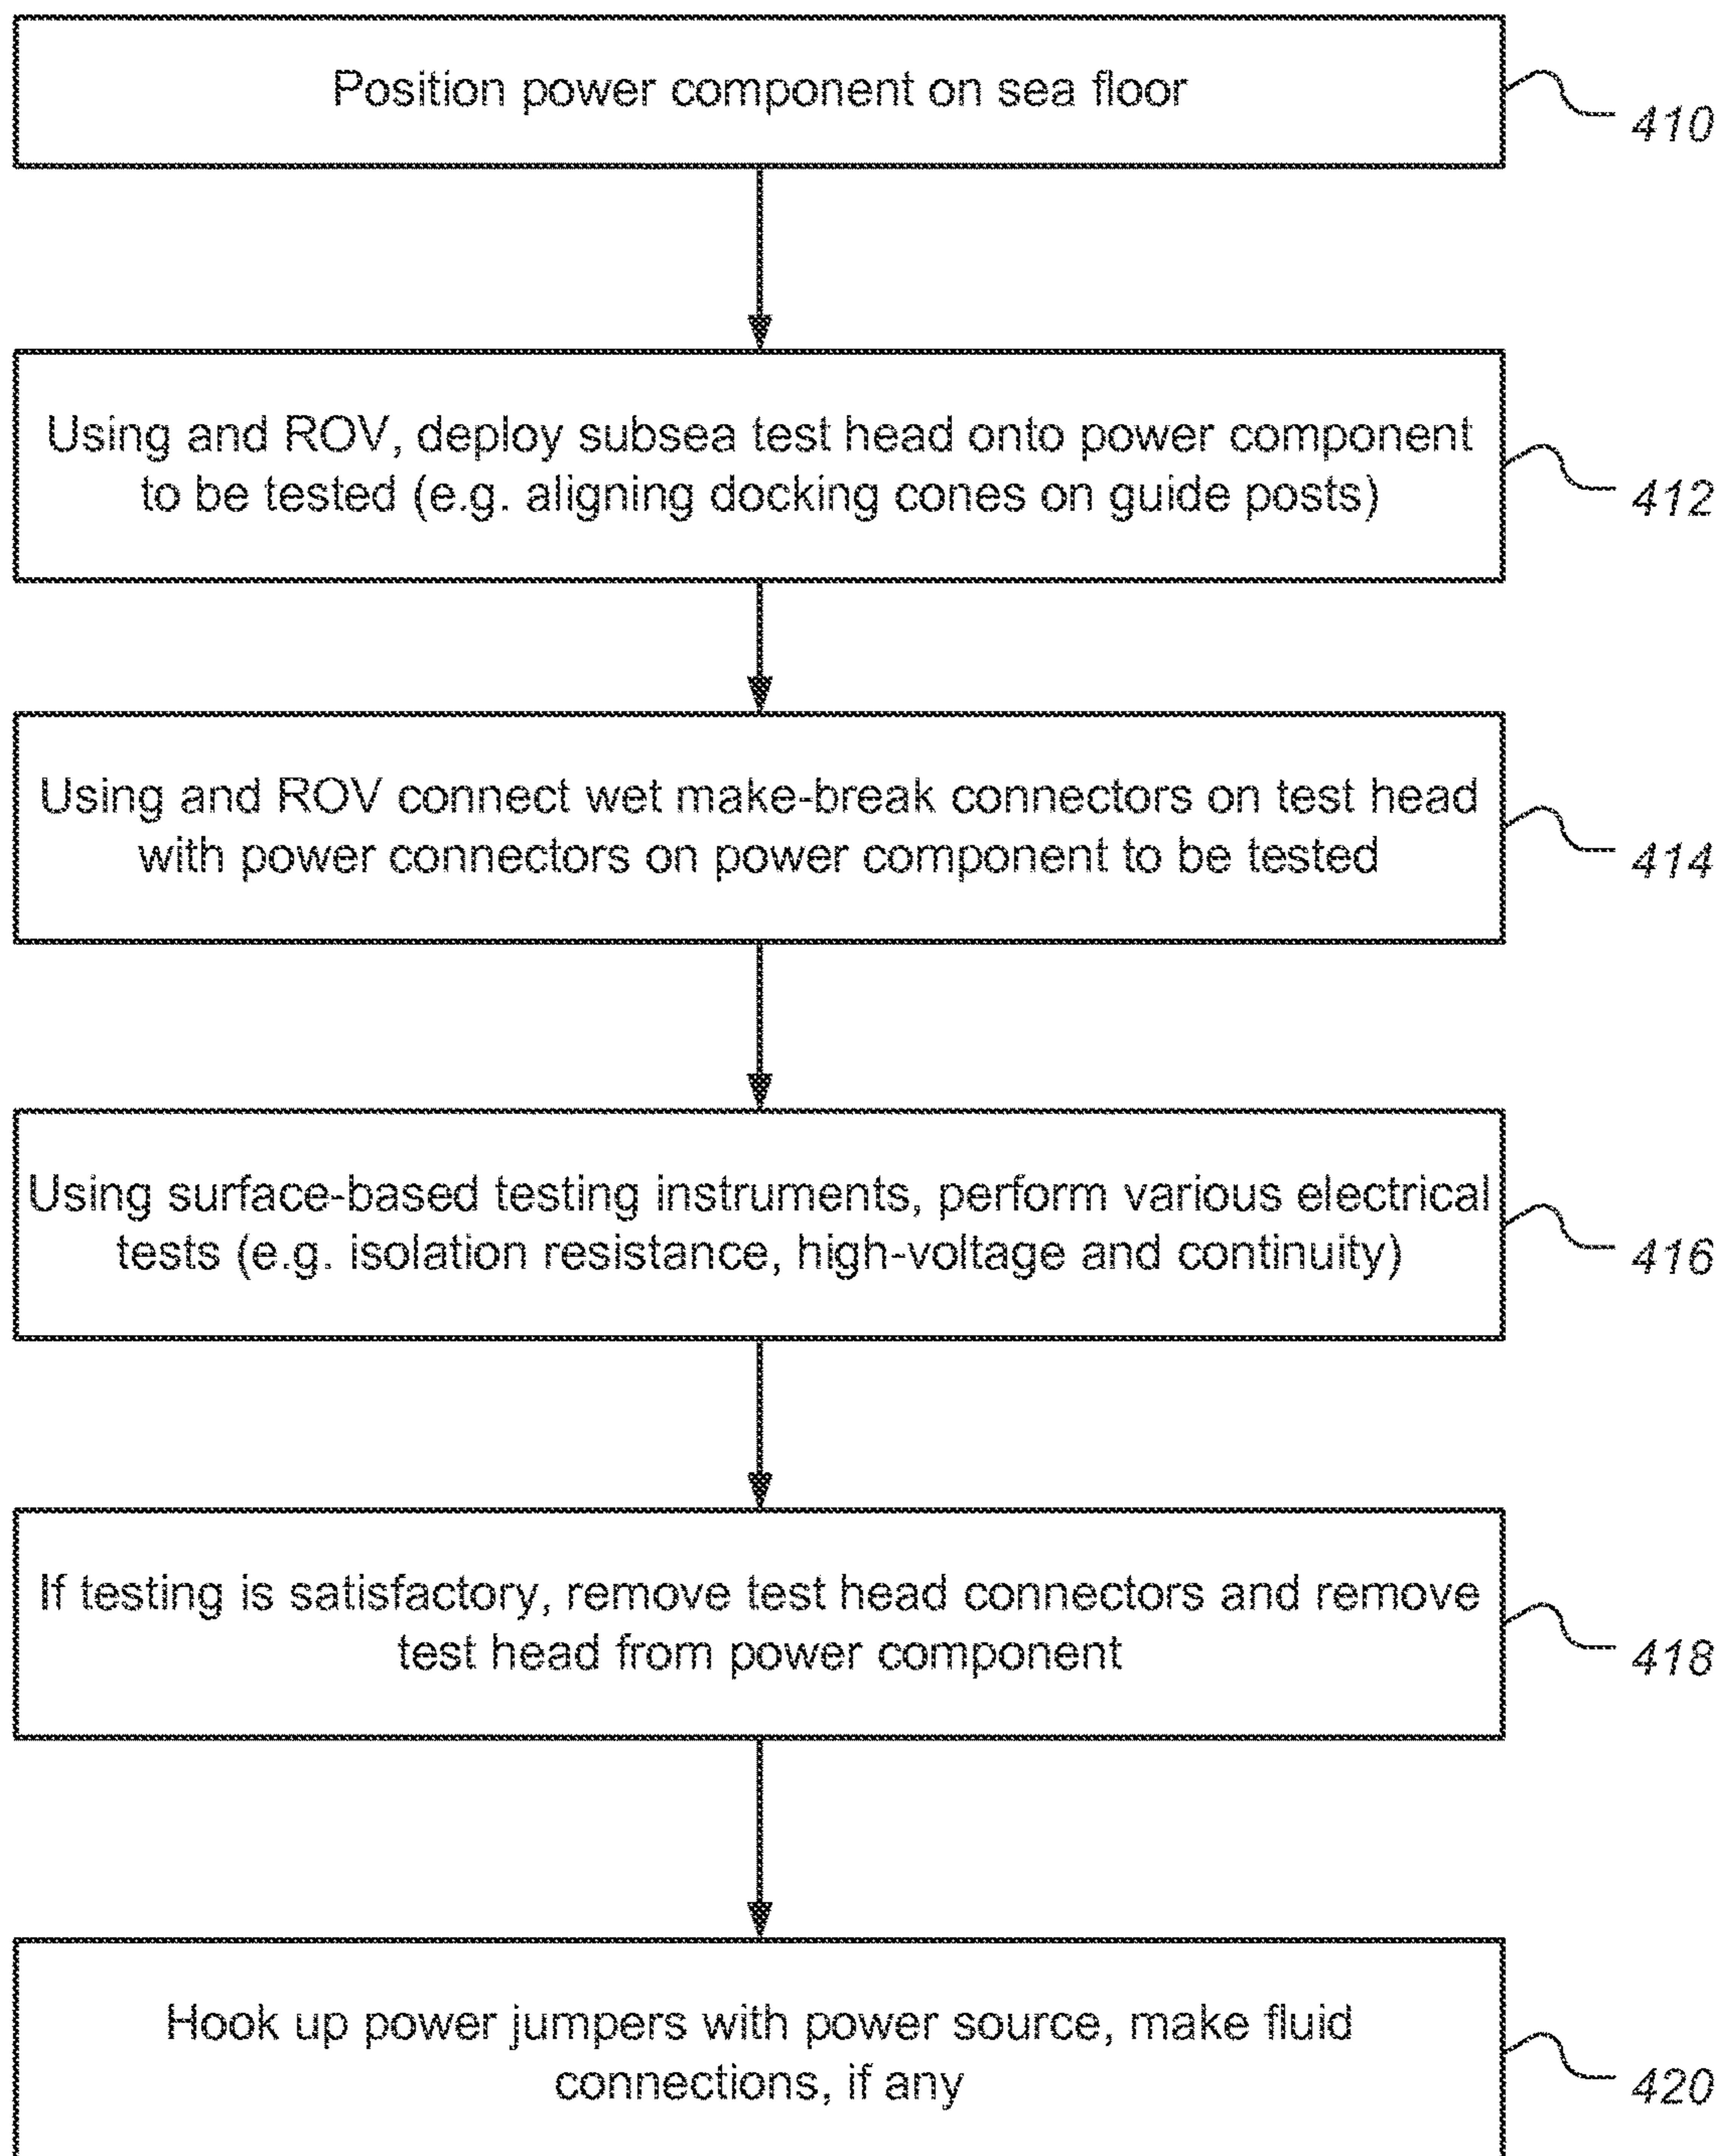 Position power component on sea floor
410
Using and ROV, deploy subsea test head onto power component
to be tested (e.g. aligning docking cones on guide posts)
412
Using and ROV connect wet make-break connectors on test head
with power connectors on power component to be tested
414
Using surface-based testing instruments, perform various electrical
tests (e.g. isolation resistance, high-voltage and continuity)
416
If testing is satisfactory, remove test head connectors and remove
test head from power component
418
Hook up power jumpers with power source, make fluid
connections, if any
420